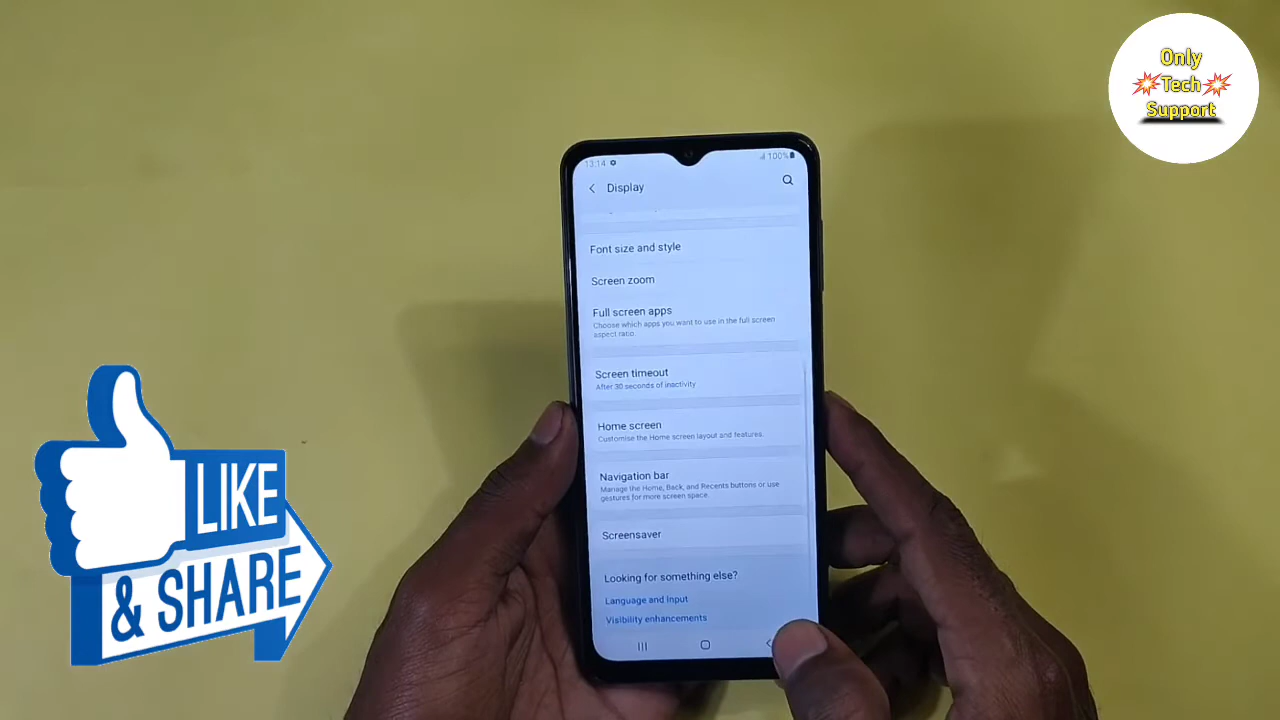 Only
Tech
Support
13:14
100%
Display
Font size and style
Screen zoom
Full screen apps
Choose which apps you want to use in the full screen
aspect ratio.
Screen timeout
After 30 seconds of inactivity
Home screen
Customise the Home screen layout and features.
Navigation bar
Manage the Home, Back, and Recents buttons or use
gestures for more screen space.
Screensaver
Looking for something else?
Language and input
Visibility enhancements
LIKE
& SHARE